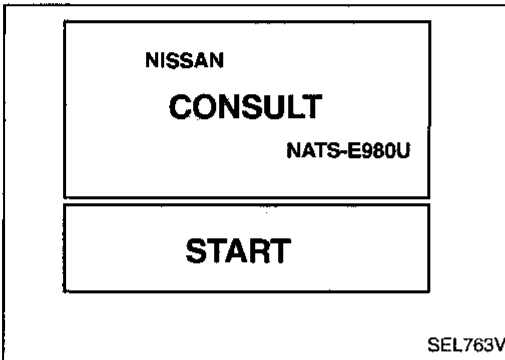 NISSAN
CONSULT
NATS-E980U
START
SEL763V